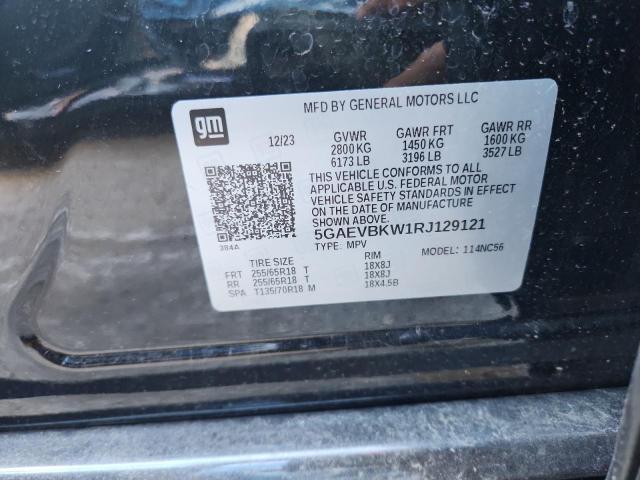 gm
MFD BY GENERAL MOTORS LLC
12/23 GVWR GAWR FRT GAWR RR
2800 KG 1450 KG 1600 KG
6173 LB 3196 LB 3527 LB
THIS VEHICLE CONFORMS TO ALL
APPLICABLE U.S. FEDERAL MOTOR
VEHICLE SAFETY STANDARDS IN EFFECT
ON THE DATE OF MANUFACTURE
SHOWN ABOVE.
384A 5GAEVBKW1RJ129121
TYPE: MPV MODEL: 114NC56
TIRE SIZE RIM
FRT 255/65R18 T 18X8J
RR 255/65R18 T 18X8J
SPA T135/70R18 M 18X4.5B